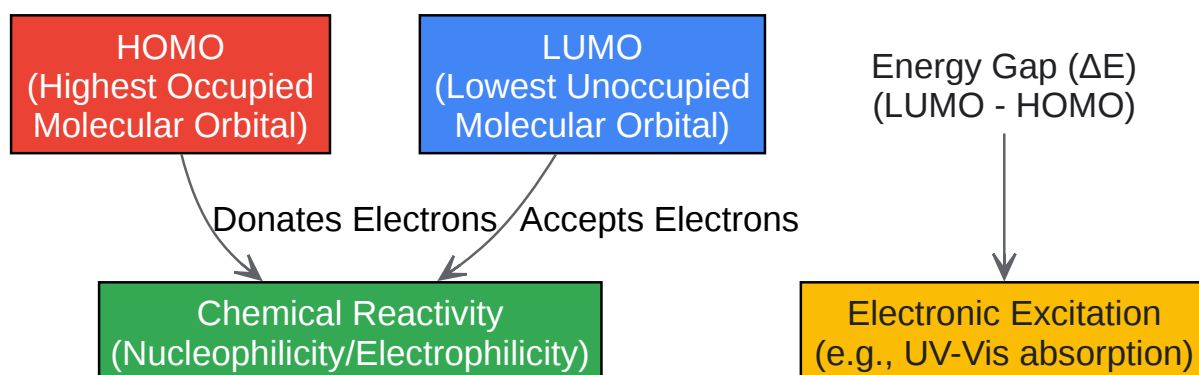 HOMO
(Highest Occupied
Molecular Orbital)
LUMO
(Lowest Unoccupied
Molecular Orbital)
Energy Gap (ΔE)
(LUMO - HOMO)
Donates Electrons
Accepts Electrons
Chemical Reactivity
(Nucleophilicity/Electrophilicity)
Electronic Excitation
(e.g., UV-Vis absorption)